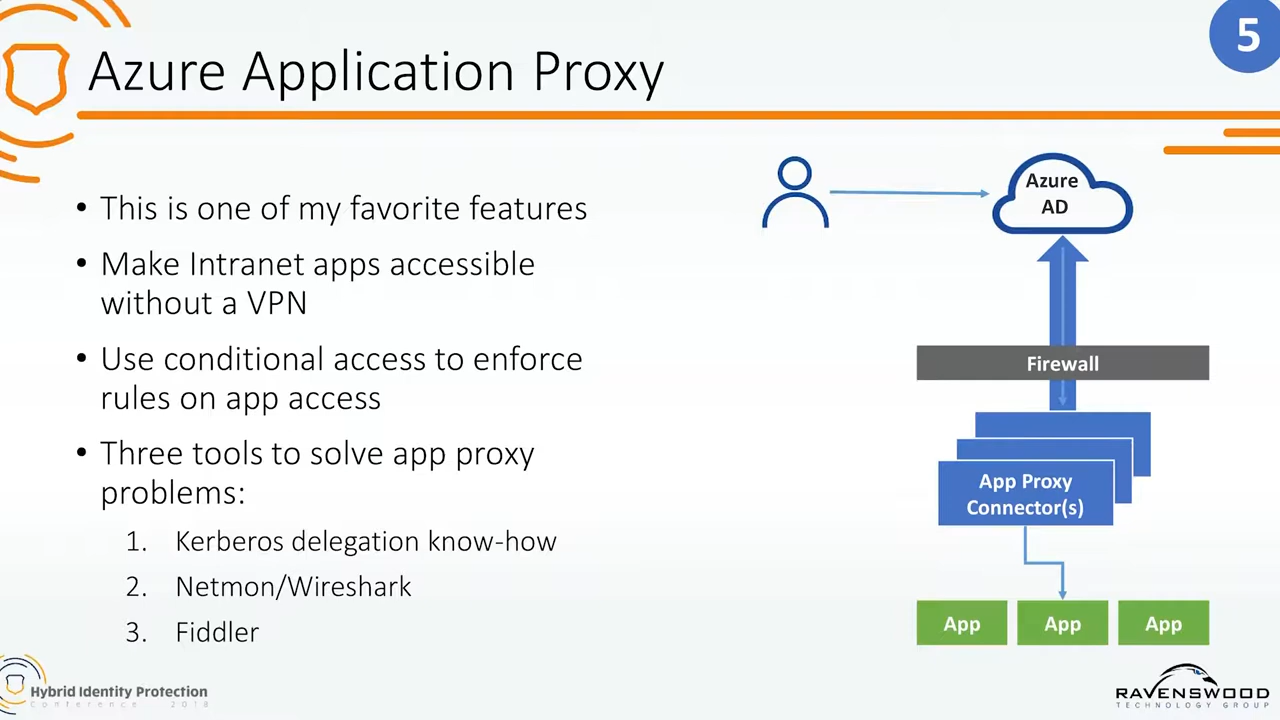 5
Azure Application Proxy
• This is one of my favorite features
• Make Intranet apps accessible
without a VPN
• Use conditional access to enforce
rules on app access
• Three tools to solve app proxy
problems:
1. Kerberos delegation know-how
2. Netmon/Wireshark
3. Fiddler
Azure
AD
Firewall
App Proxy
Connector(s)
App App App
Hybrid Identity Protection
Conference 2018
RAVENSWOOD
TECHNOLOGY GROUP